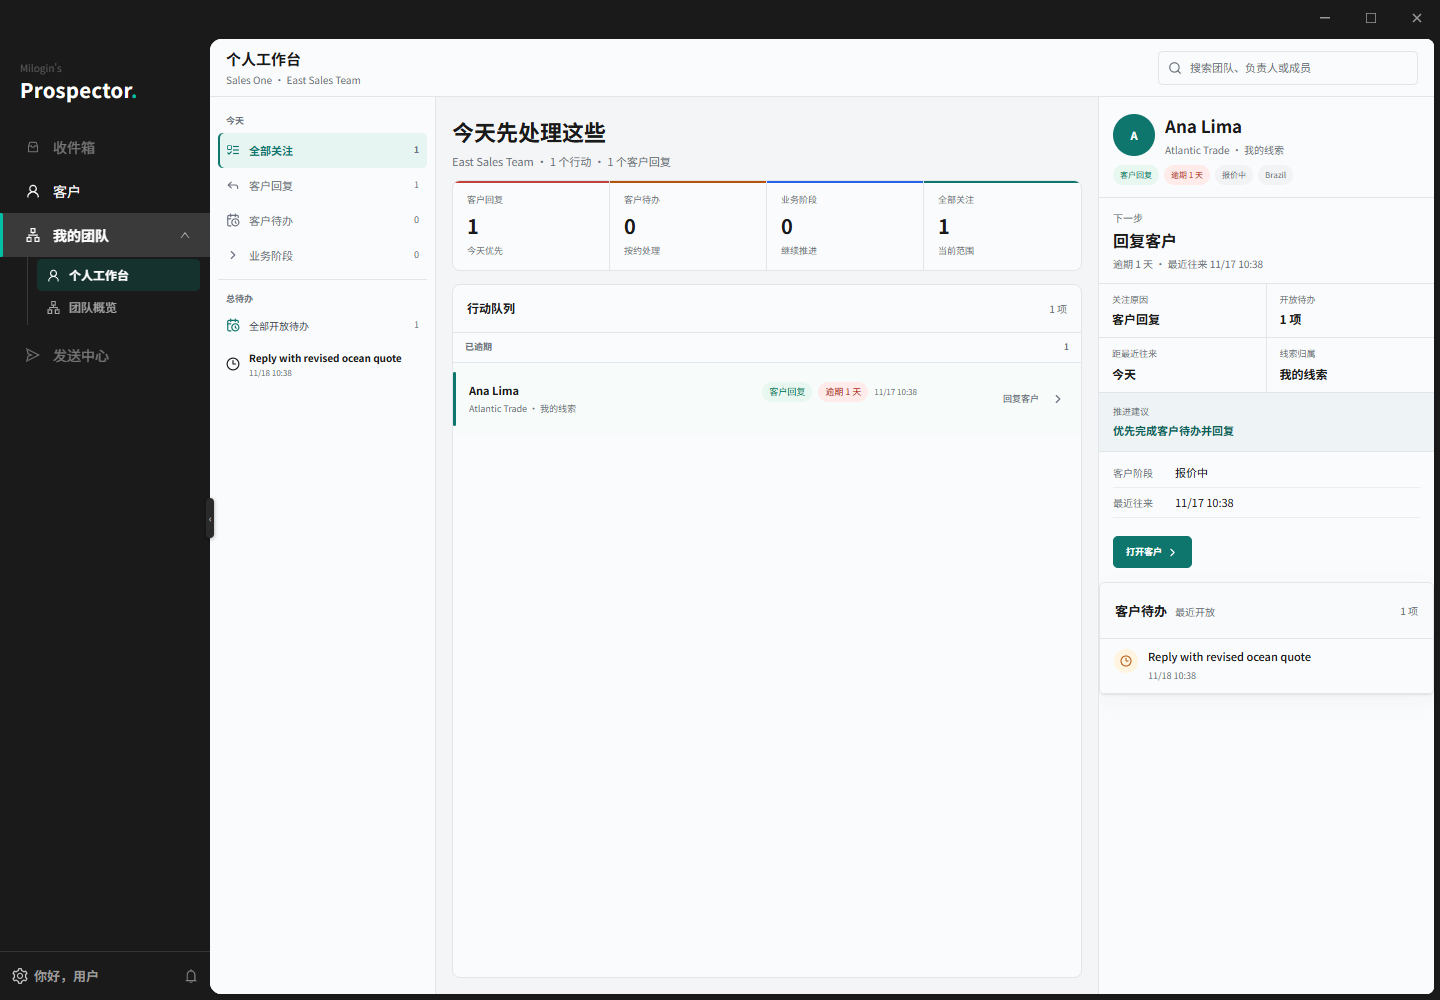 Milogin's
Prospector.
收件箱
客户
我的团队
个人工作台
团队概览
发送中心
你好，用户
个人工作台
Sales One • East Sales Team
搜索团队、负责人或成员
今天
全部关注 1
客户回复 1
客户待办 0
业务阶段 0
总待办
全部开放待办 1
Reply with revised ocean quote
11/18 10:38
今天先处理这些
East Sales Team • 1 个行动 • 1 个客户回复
客户回复
1
今天优先
客户待办
0
按约处理
业务阶段
0
继续推进
全部关注
1
当前范围
行动队列 1 项
已逾期 1
Ana Lima
Atlantic Trade • 我的线索
客户回复 逾期 1 天 11/17 10:38
回复客户
A
Ana Lima
Atlantic Trade • 我的线索
客户回复 逾期 1 天 报价中 Brazil
下一步
回复客户
逾期 1 天 • 最近往来 11/17 10:38
关注原因
客户回复
开放待办
1 项
距最近往来
今天
线索归属
我的线索
推进建议
优先完成客户待办并回复
客户阶段 报价中
最近往来 11/17 10:38
打开客户
客户待办 最近开放 1 项
Reply with revised ocean quote
11/18 10:38